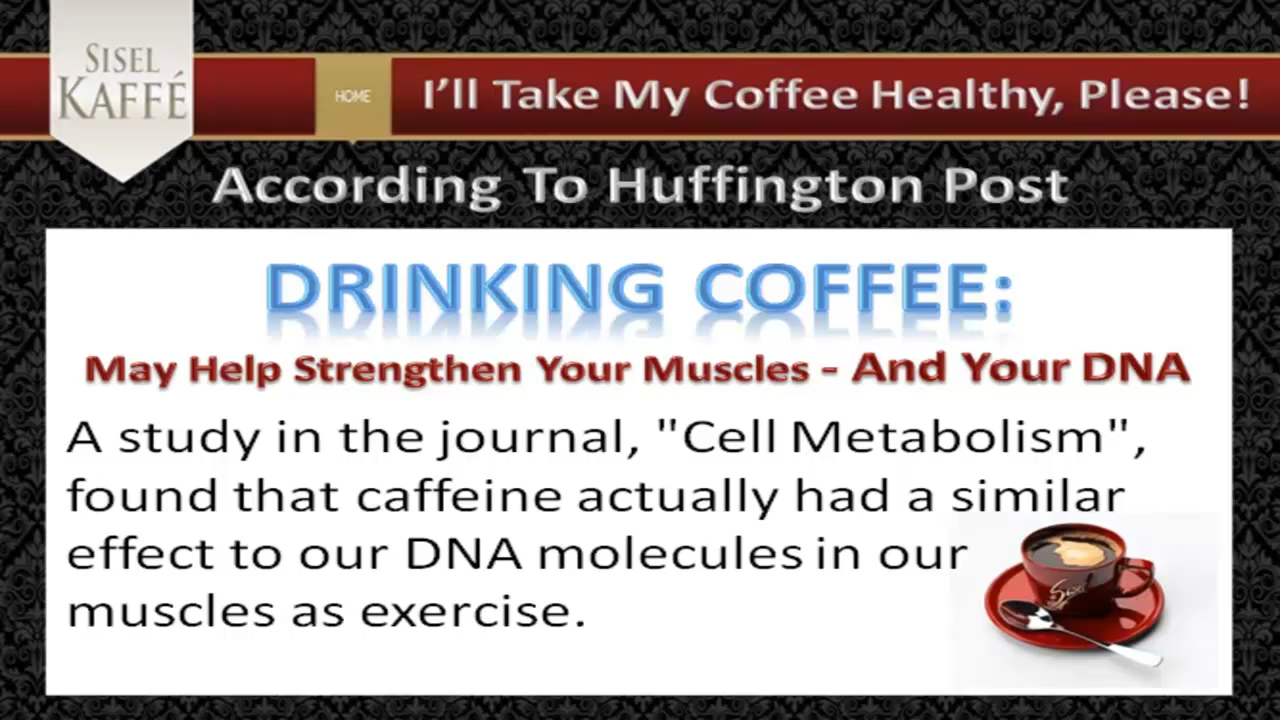 SISEL
KAFFÉ
HOME
I'll Take My Coffee Healthy, Please!
According To Huffington Post
DRINKING COFFEE:
May Help Strengthen Your Muscles - And Your DNA
A study in the journal, "Cell Metabolism",
found that caffeine actually had a similar
effect to our DNA molecules in our
muscles as exercise.
Sisel